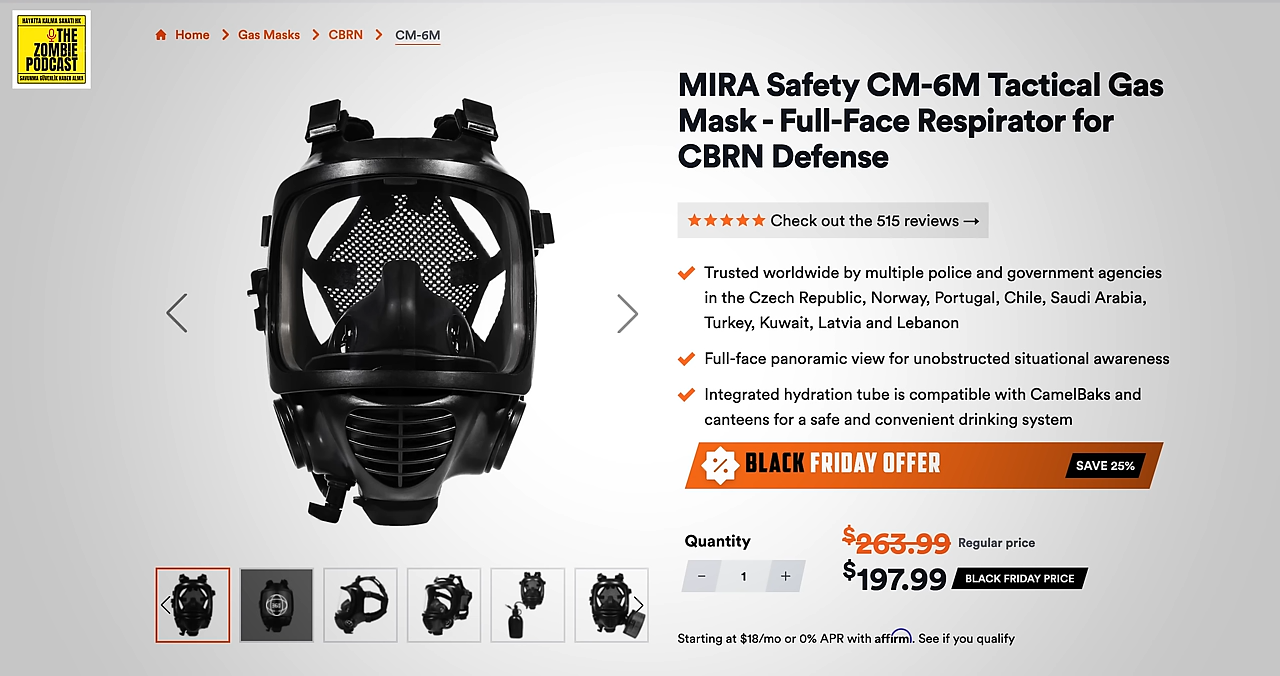 HAYATTA KALMA SANATI HK
THE
ZOMBIE
PODCAST
Home
Gas Masks
CBRN
CM-6M
MIRA Safety CM-6M Tactical Gas
Mask - Full-Face Respirator for
CBRN Defense
★★★★★ Check out the 515 reviews →
Trusted worldwide by multiple police and government agencies
in the Czech Republic, Norway, Portugal, Chile, Saudi Arabia,
Turkey, Kuwait, Latvia and Lebanon
Full-face panoramic view for unobstructed situational awareness
Integrated hydration tube is compatible with CamelBaks and
canteens for a safe and convenient drinking system
BLACK FRIDAY OFFER
SAVE 25%
Quantity
$263.99 Regular price
- 1 +
$197.99 BLACK FRIDAY PRICE
360
Starting at $18/mo or 0% APR with affirm. See if you qualify